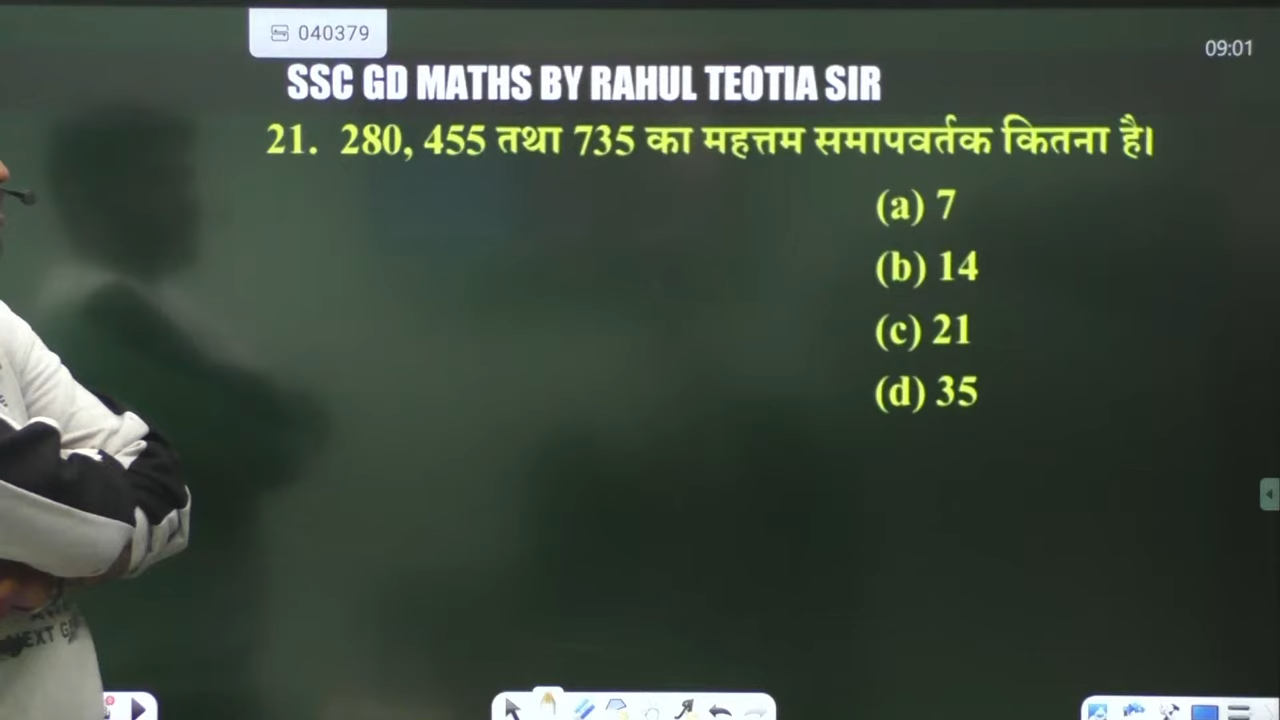 040379
09:01
SSC GD MATHS BY RAHUL TEOTIA SIR
21. 280, 455 तथा 735 का महत्तम समापवर्तक कितना है।
(a) 7
(b) 14
(c) 21
(d) 35
NEXT